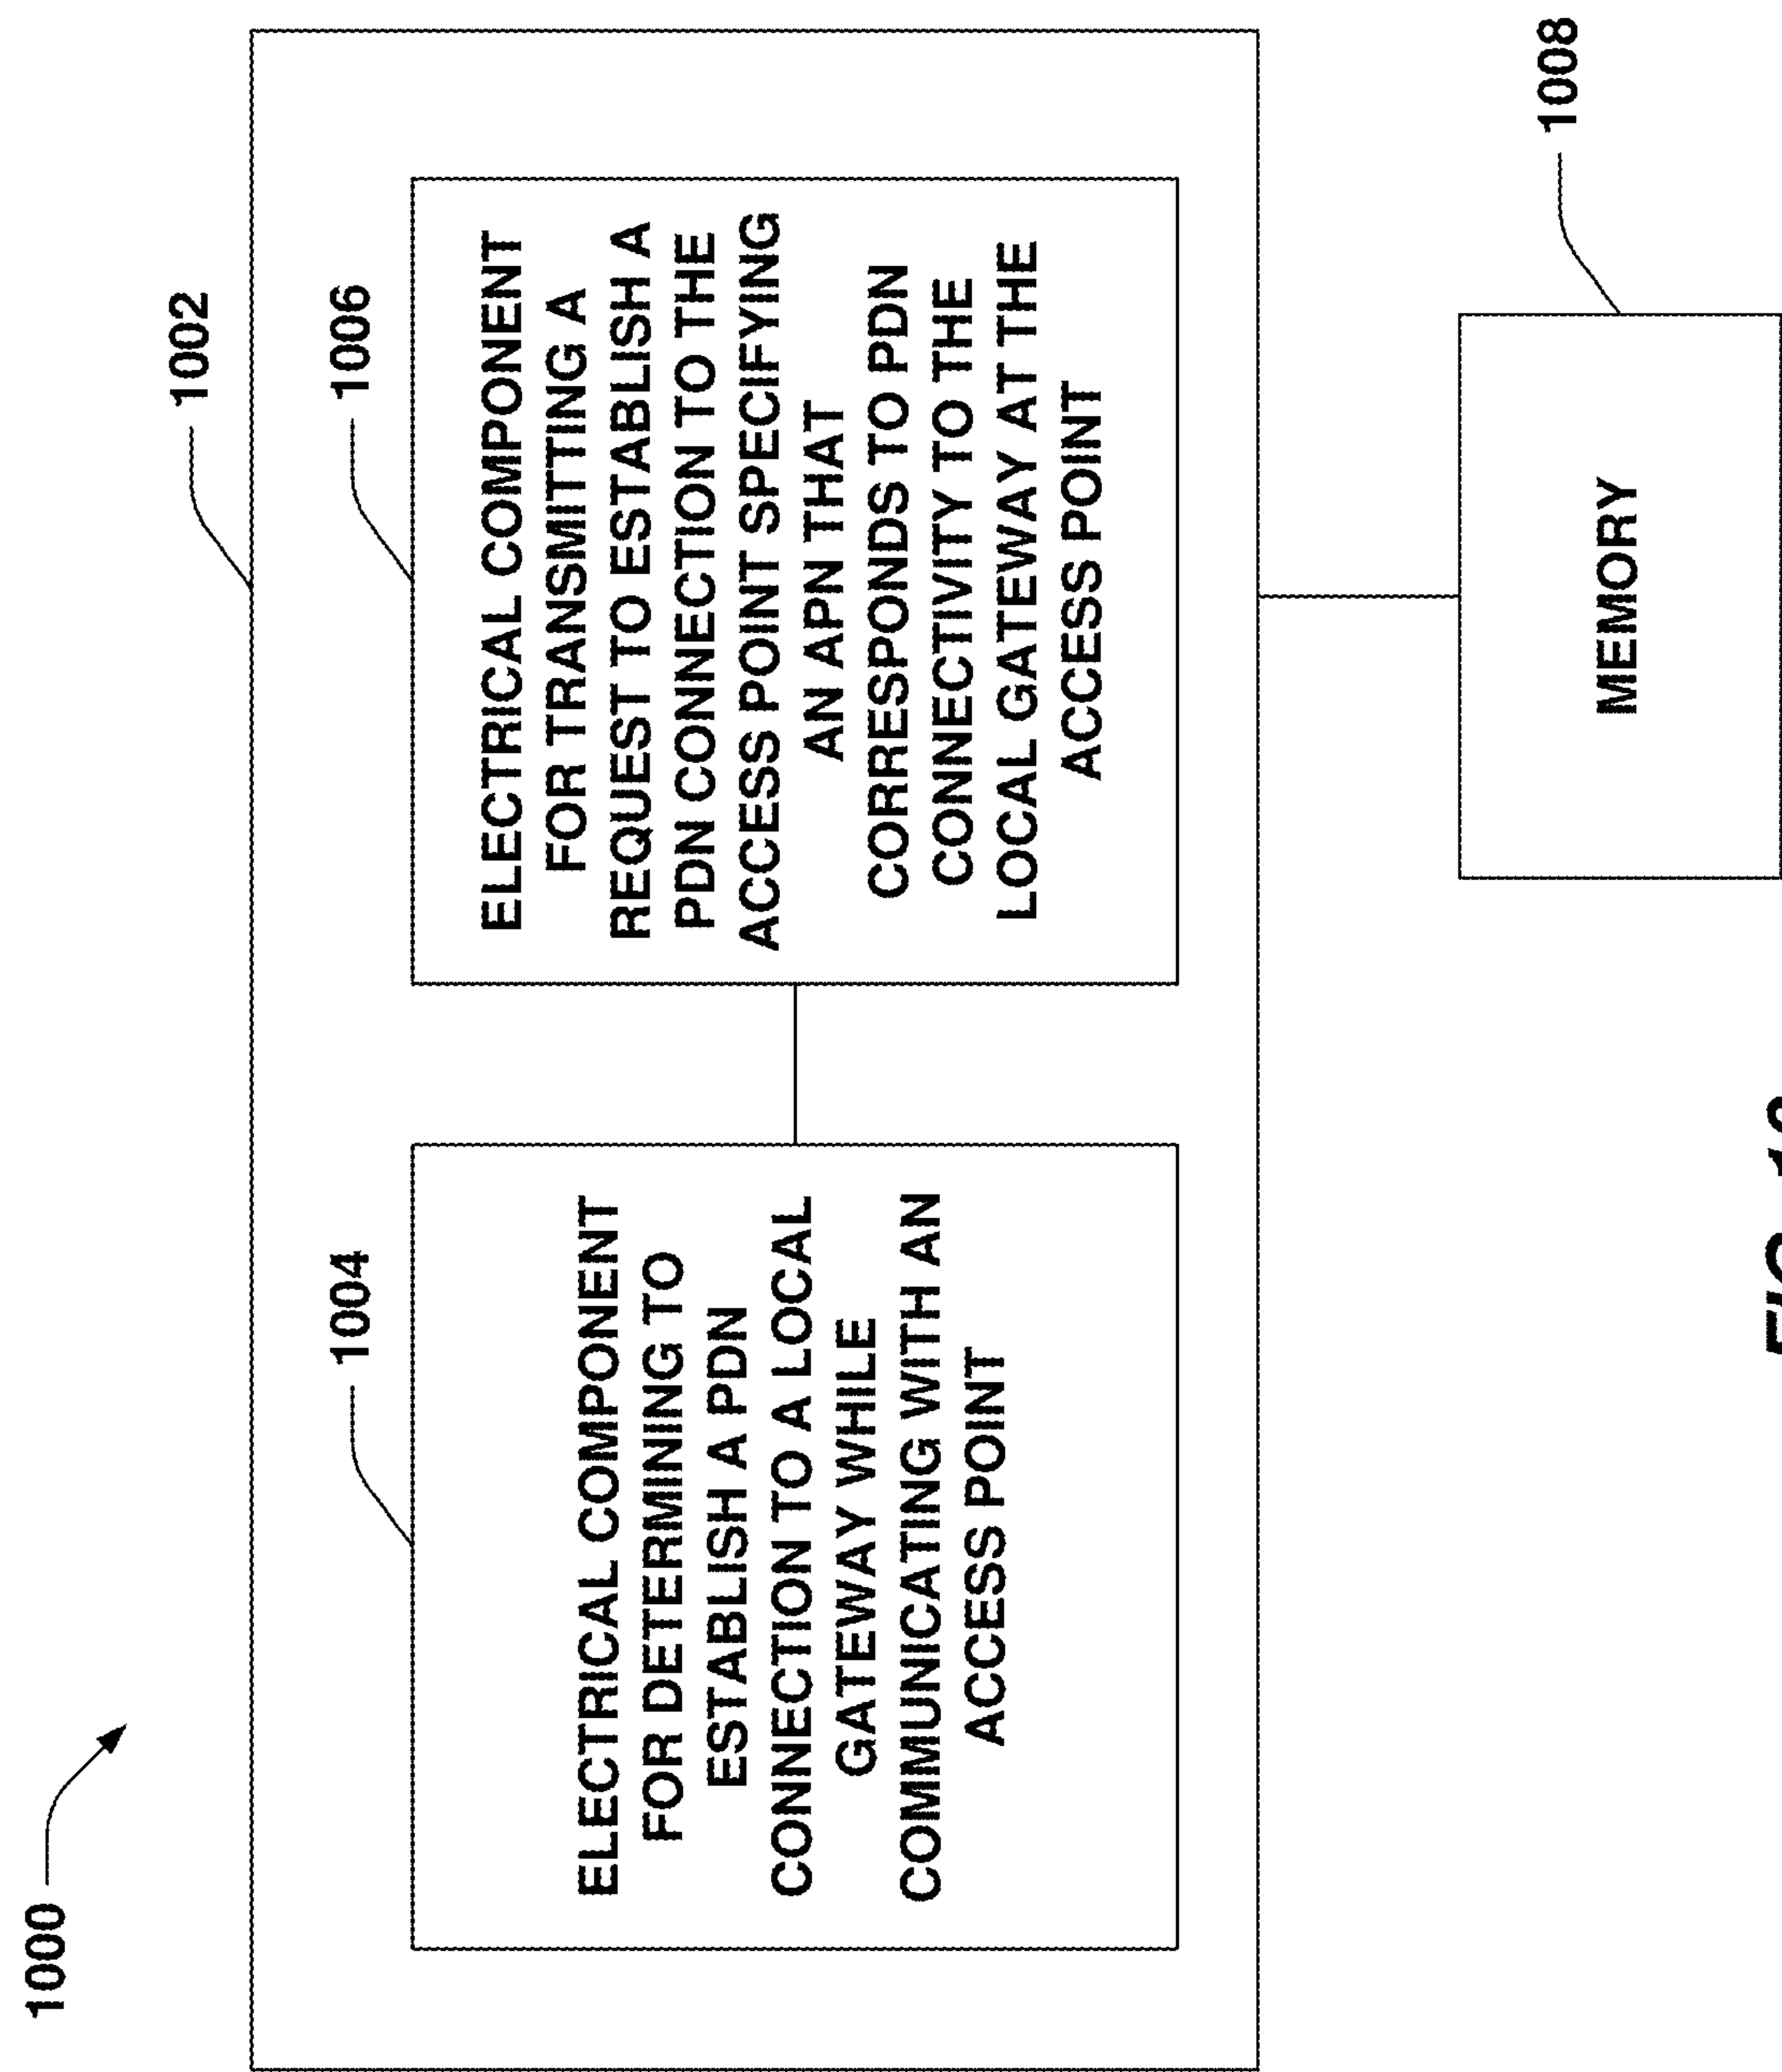 1000
1002
1004
ELECTRICAL COMPONENT
FOR DETERMINING TO
ESTABLISH A PDN
CONNECTION TO A LOCAL
GATEWAY WHILE
COMMUNICATING WITH AN
ACCESS POINT
1006
ELECTRICAL COMPONENT
FOR TRANSMITTING A
REQUEST TO ESTABLISH A
PDN CONNECTION TO THE
ACCESS POINT SPECIFYING
AN APN THAT
CORRESPONDS TO PDN
CONNECTIVITY TO THE
LOCAL GATEWAY AT THE
ACCESS POINT
1008
MEMORY